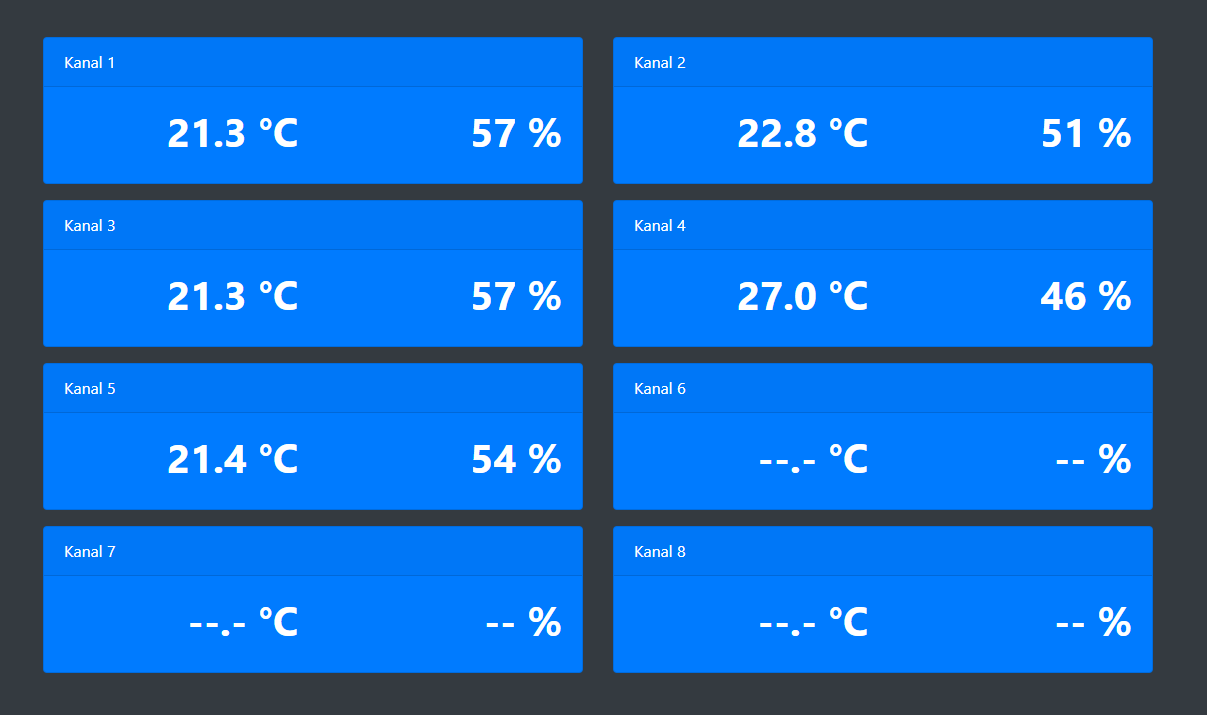 Kanal 1
21.3 °C 57 %
Kanal 2
22.8 °C 51 %
Kanal 3
21.3 °C 57 %
Kanal 4
27.0 °C 46 %
Kanal 5
21.4 °C 54 %
Kanal 6
--.- °C -- %
Kanal 7
--.- °C -- %
Kanal 8
--.- °C -- %